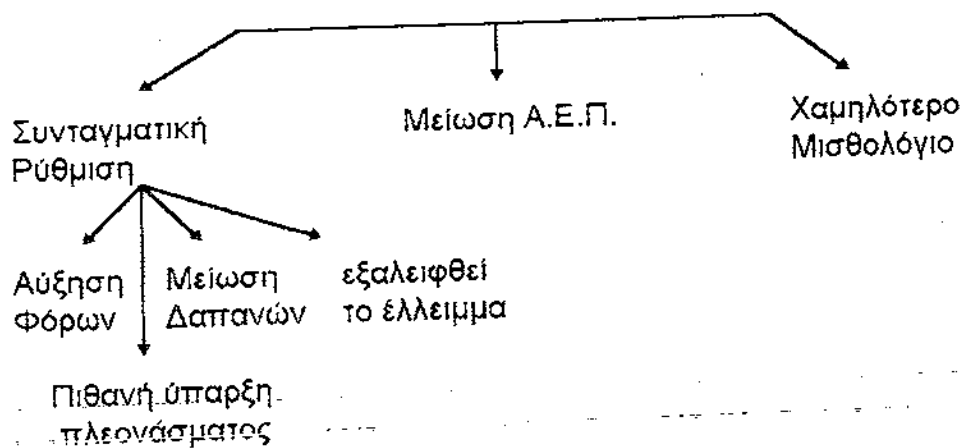 Συνταγματική
Ρύθμιση
Μείωση Α.Ε.Π.
Χαμηλότερο
Μισθολόγιο
Αύξηση
Φόρων
Μείωση
Δαπανών
εξαλειφθεί
το έλλειμμα
Πιθανή ύπαρξη
πλεονάσματος